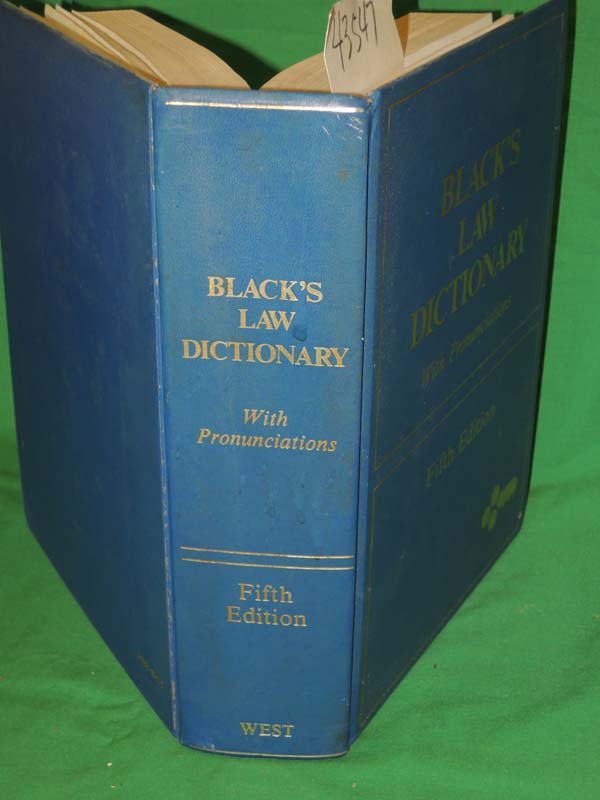 43547
BLACK'S
LAW
DICTIONARY
With
Pronunciations
Fifth
Edition
WEST
BLACK'S
LAW
DICTIONARY
With Pronunciations
Fifth Edition